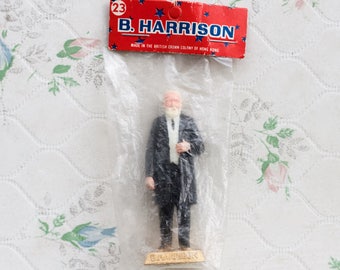 23
B. HARRISON
MADE IN THE BRITISH CROWN COLONY OF HONG KONG